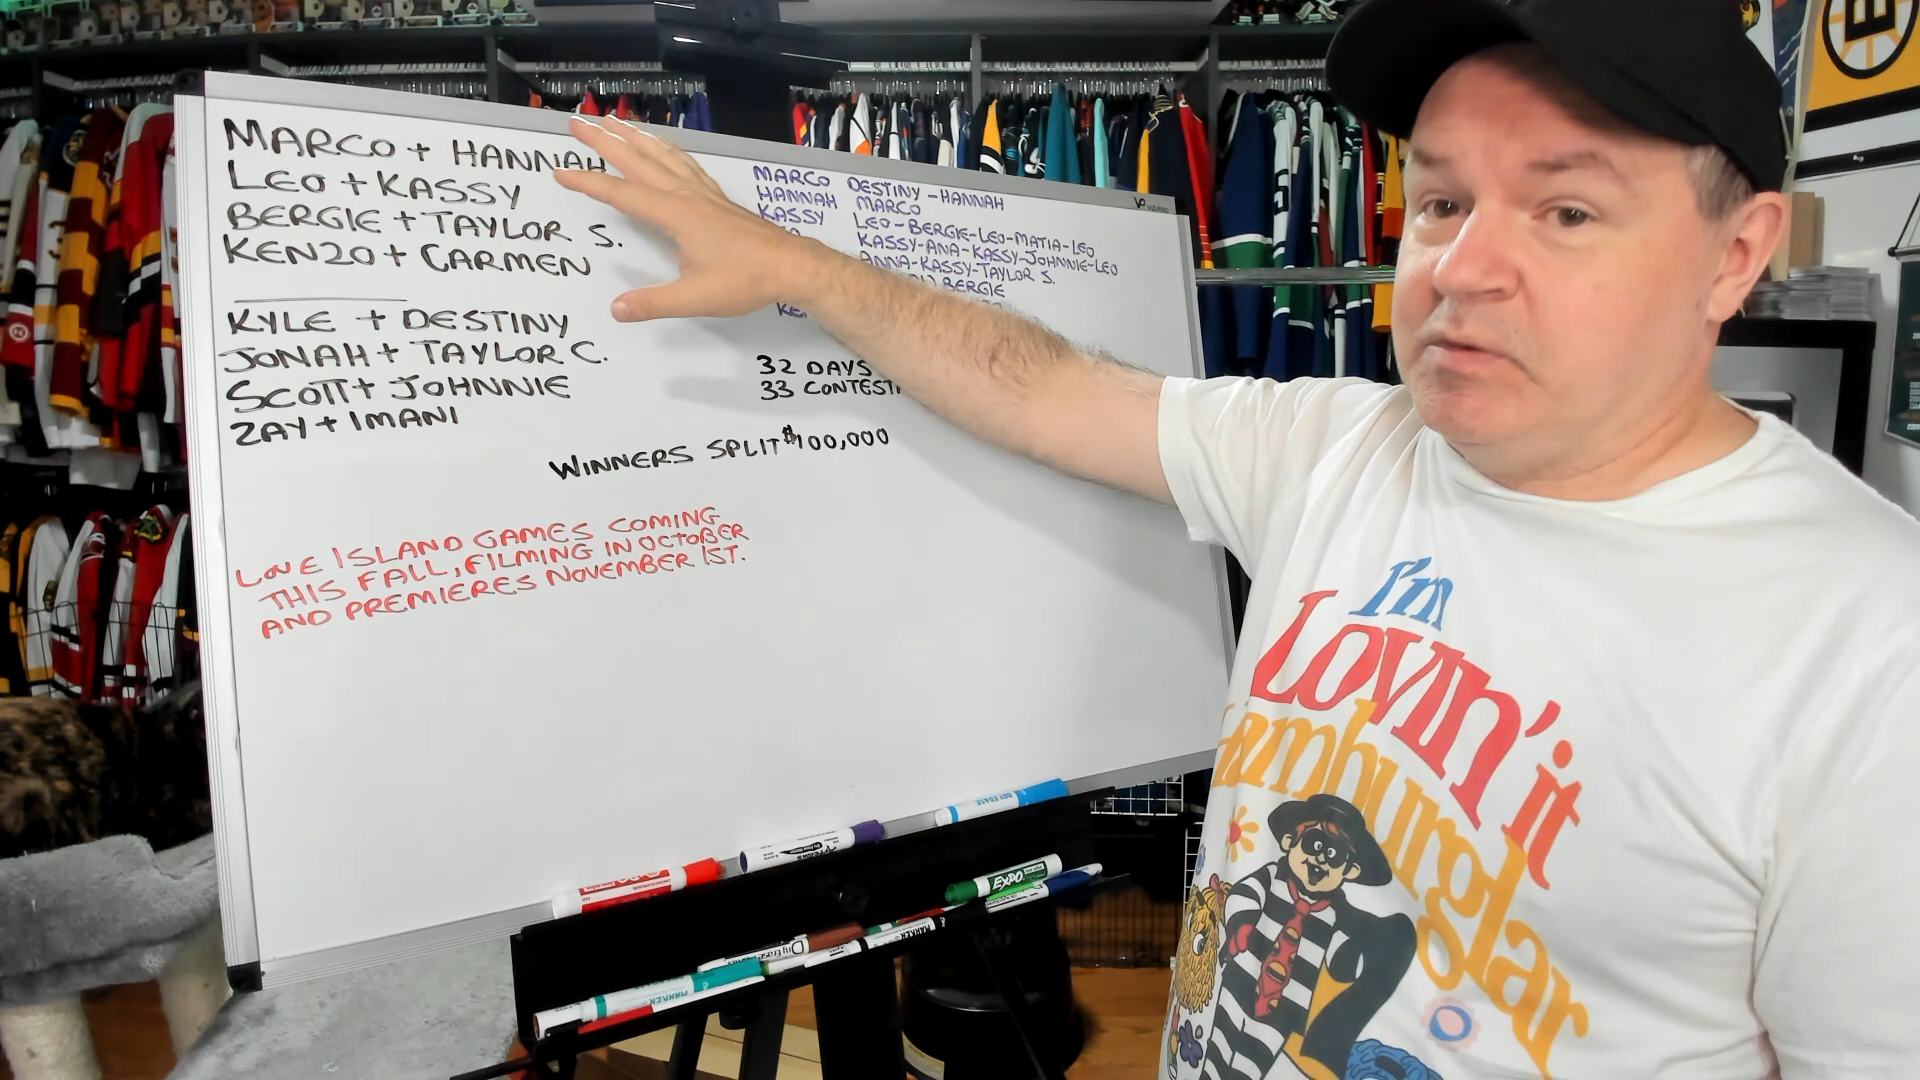 MARCO + HANNAH
LEO + KASSY
BERGIE + TAYLOR S.
KENZO + CARMEN
KYLE + DESTINY
JONAH + TAYLOR C.
SCOTT + JOHNNIE
ZAY + IMANI
MARCO DESTINY - HANNAH
HANNAH MARCO
KASSY LEO - BERGIE - LEO - MATIA - LEO
KASSY - ANA - KASSY - JOHNNIE - LEO
ANNA - KASSY - TAYLOR S.
BERGIE
32 DAYS
33
WINNERS SPLIT $100,000
LOVE ISLAND GAMES COMING
THIS FALL, FILMING IN OCTOBER
AND PREMIERES NOVEMBER 1ST.
I'm
Lovin' it
Hamburglar
EXPO
MARKER